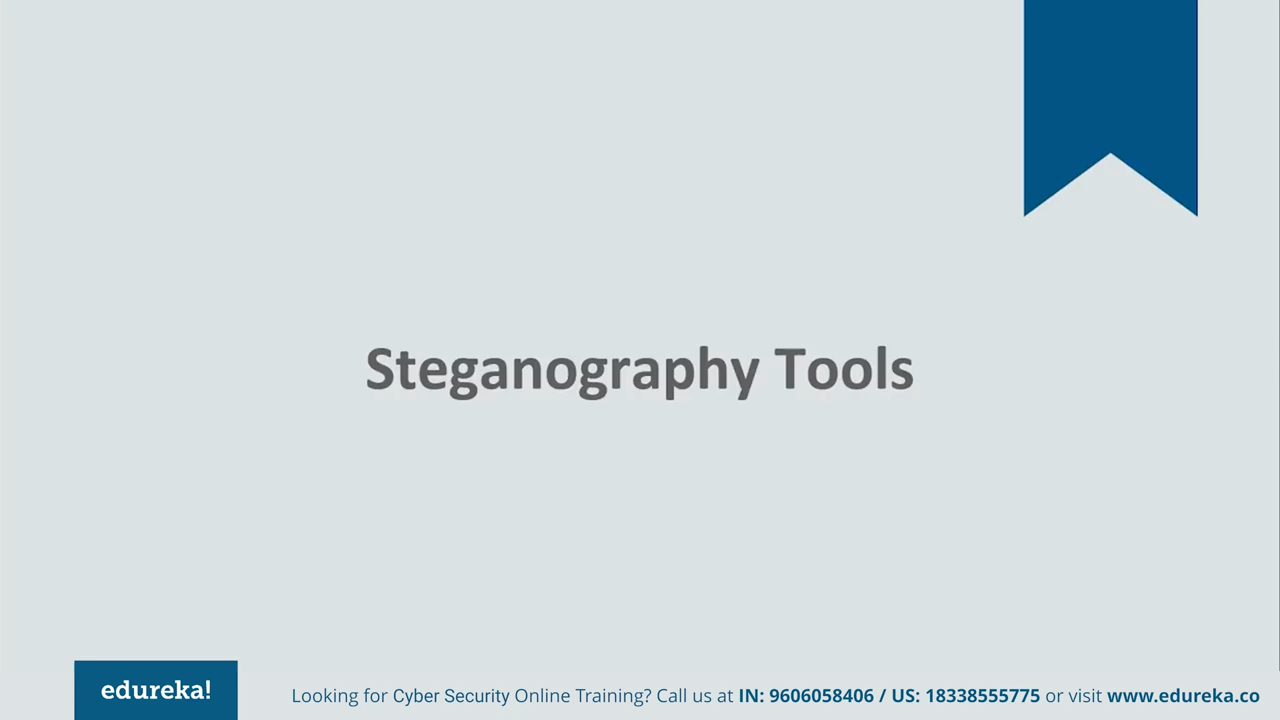 Steganography Tools
edureka!
Looking for Cyber Security Online Training? Call us at IN: 9606058406 / US: 18338555775 or visit www.edureka.co